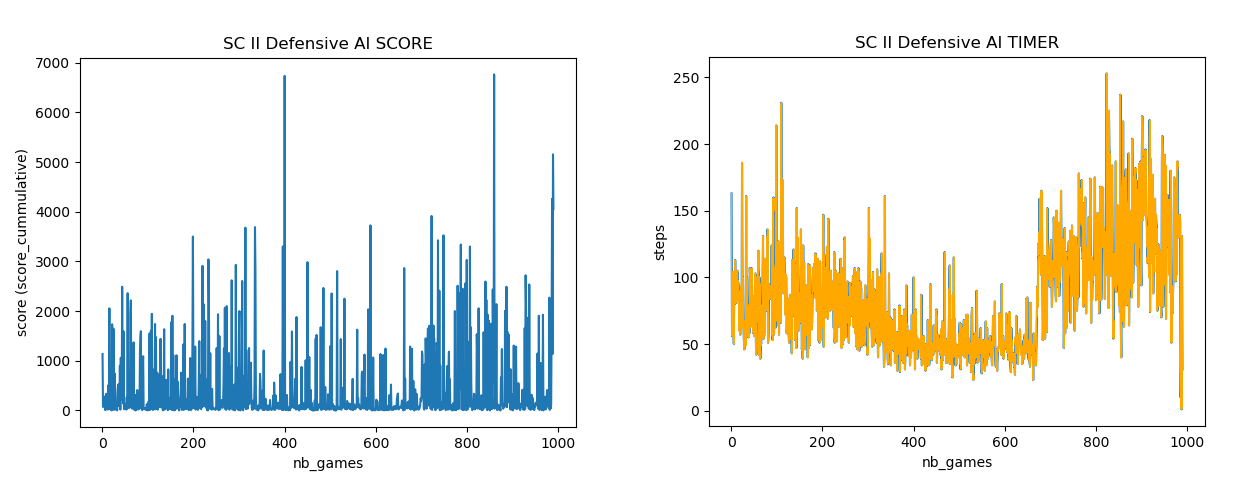 SC II Defensive AI SCORE
score (score_cummulative)
7000
6000
5000
4000
3000
2000
1000
0
0 200 400 600 800 1000
nb_games
SC II Defensive AI TIMER
steps
250
200
150
100
50
0
0 200 400 600 800 1000
nb_games